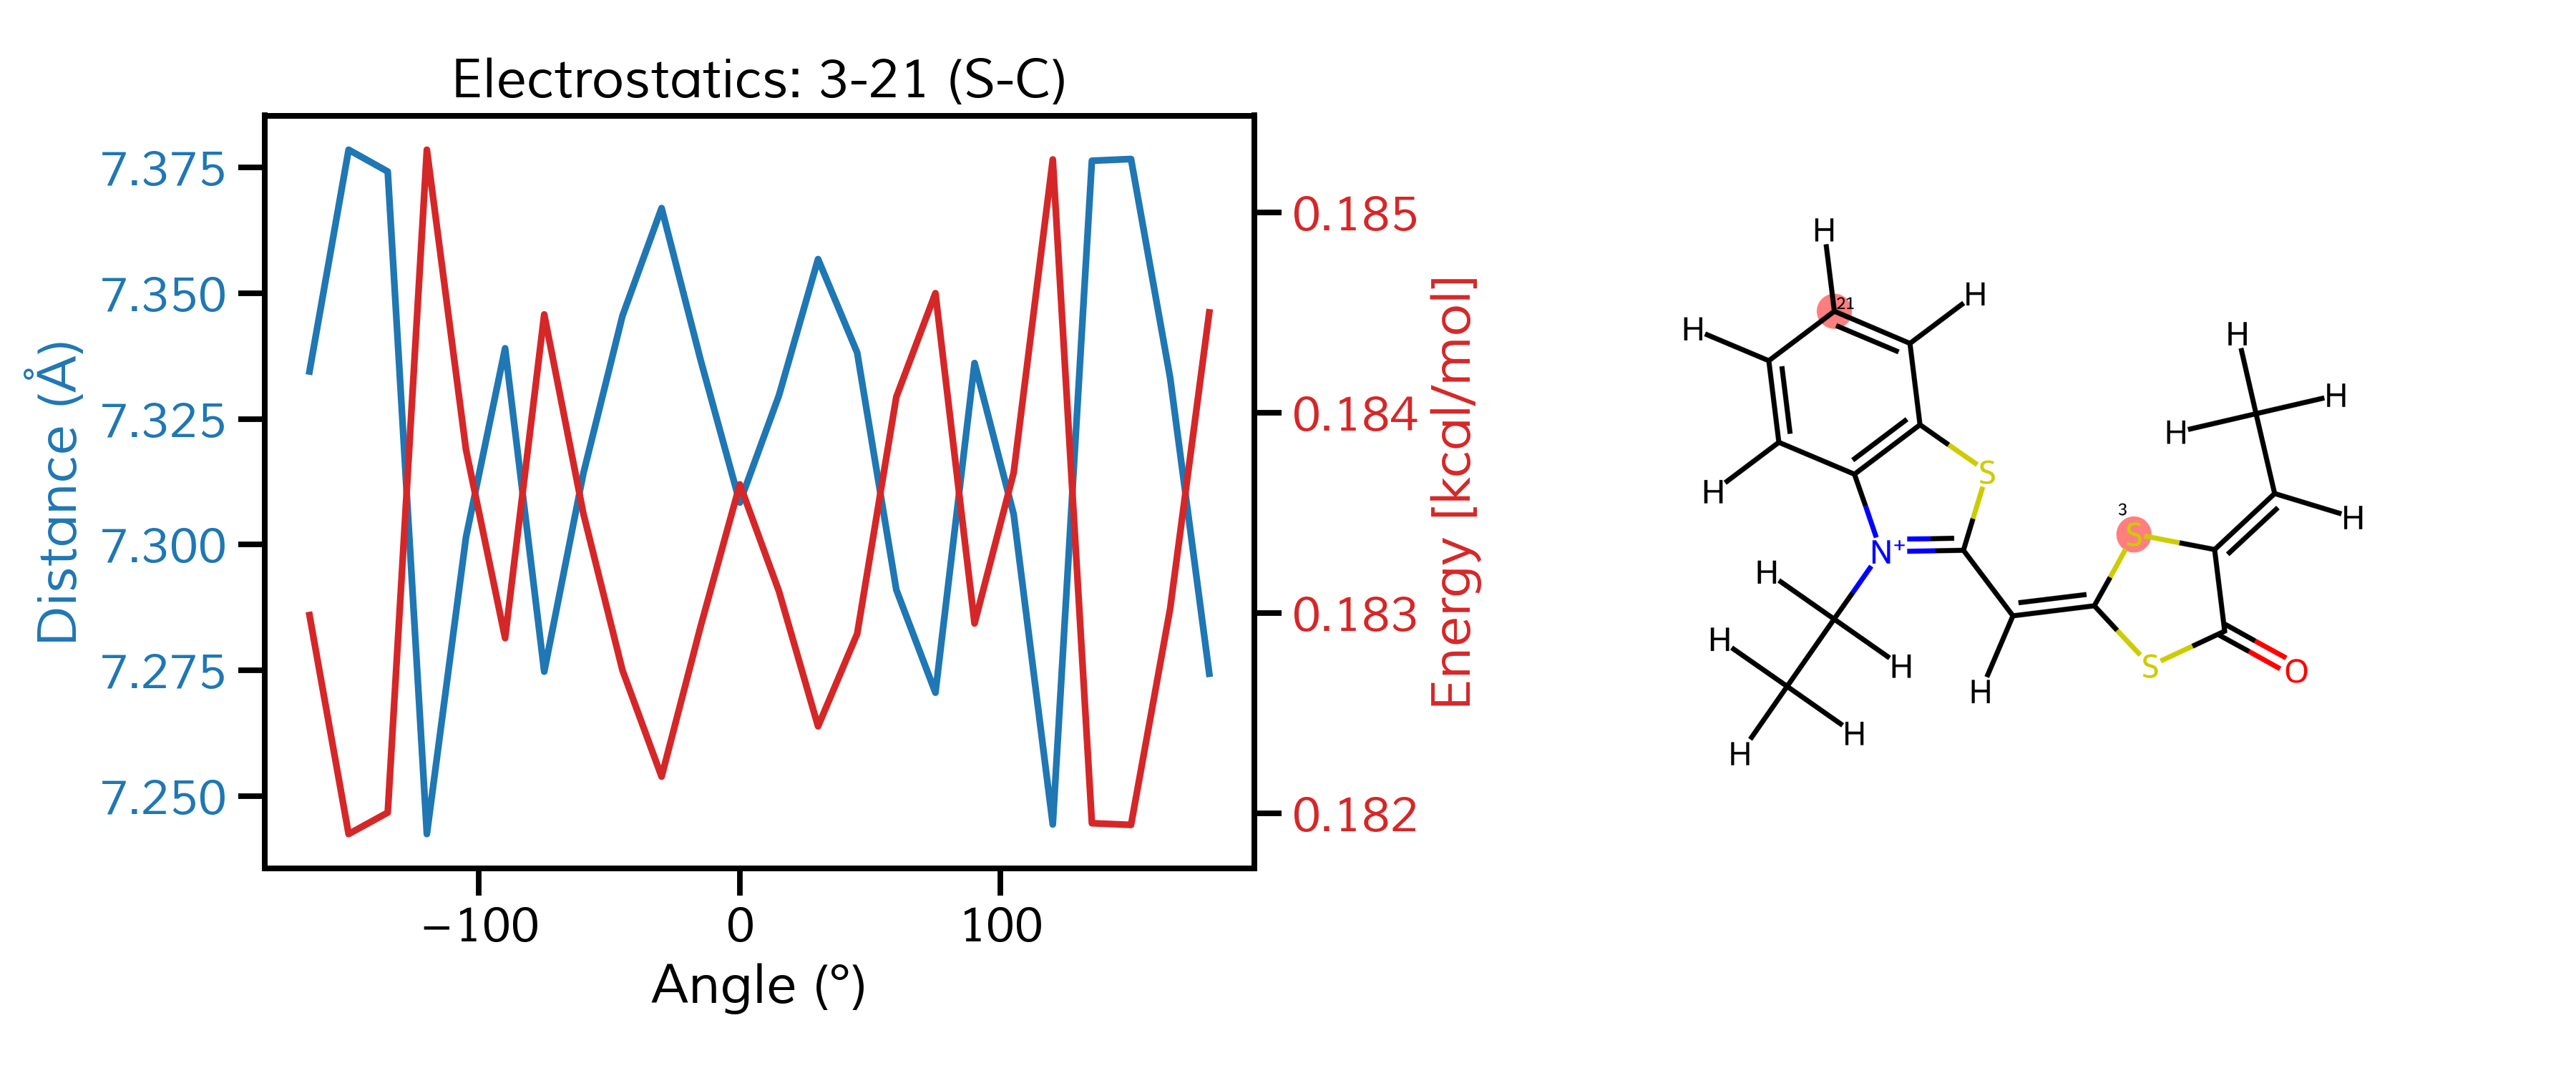 Electrostatics: 3-21 (S-C)
Distance (Å)
7.375
7.350
7.325
7.300
7.275
7.250
0.185
0.184
0.183
0.182
Energy [kcal/mol]
−100 0 100
Angle (°)
H
H
21
H
H
H
H
H
S
3
S
H
H
N⁺
H
H
S
O
H
H
H
H